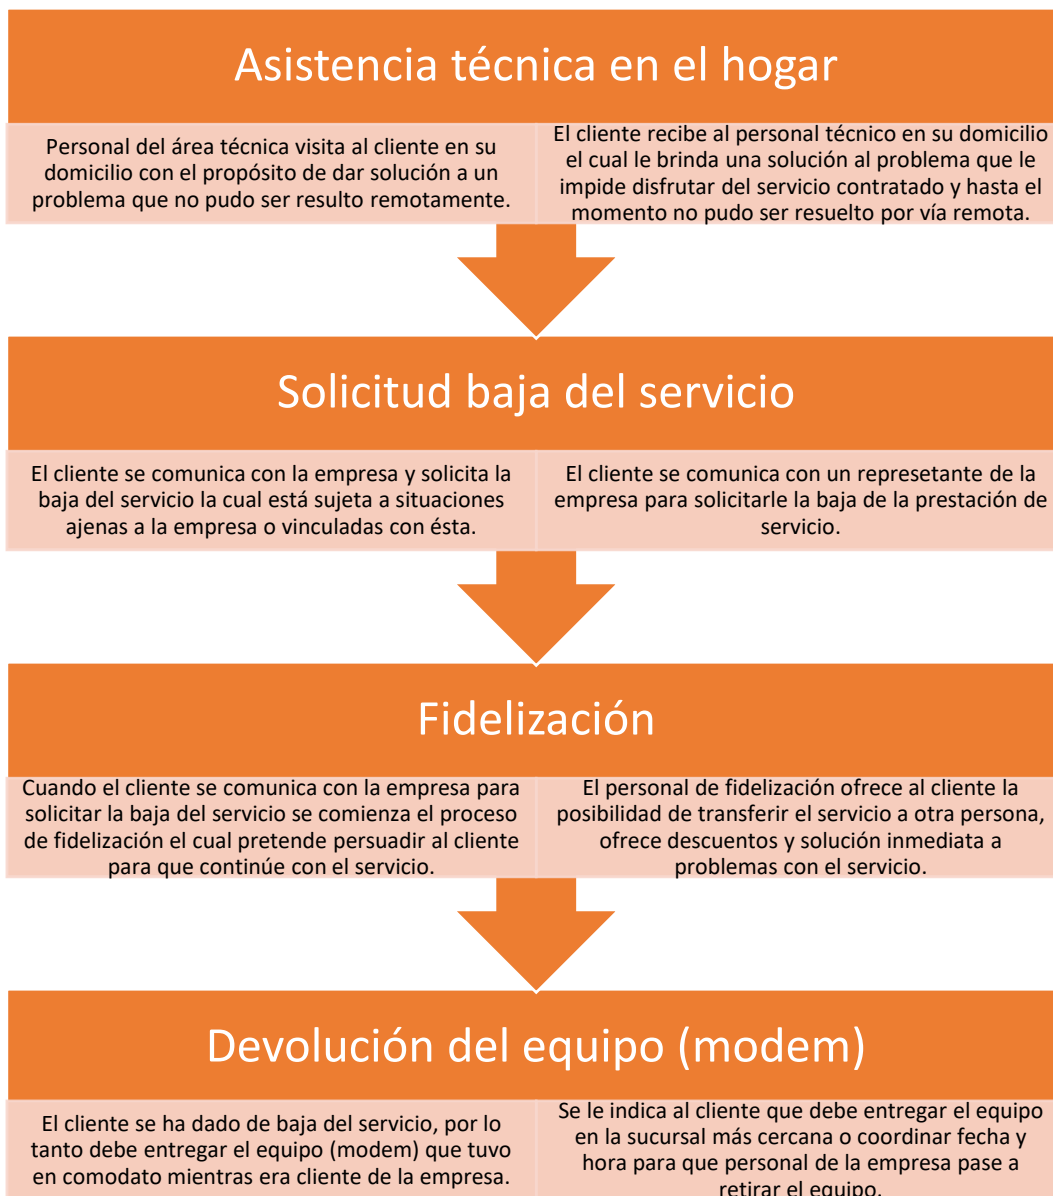 Asistencia técnica en el hogar
Personal del área técnica visita al cliente en su
domicilio con el propósito de dar solución a un
problema que no pudo ser resulto remotamente.
El cliente recibe al personal técnico en su domicilio
el cual le brinda una solución al problema que le
impide disfrutar del servicio contratado y hasta el
momento no pudo ser resuelto por vía remota.
Solicitud baja del servicio
El cliente se comunica con la empresa y solicita la
baja del servicio la cual está sujeta a situaciones
ajenas a la empresa o vinculadas con ésta.
El cliente se comunica con un represetante de la
empresa para solicitarle la baja de la prestación de
servicio.
Fidelización
Cuando el cliente se comunica con la empresa para
solicitar la baja del servicio se comienza el proceso
de fidelización el cual pretende persuadir al cliente
para que continúe con el servicio.
El personal de fidelización ofrece al cliente la
posibilidad de transferir el servicio a otra persona,
ofrece descuentos y solución inmediata a
problemas con el servicio.
Devolución del equipo (modem)
El cliente se ha dado de baja del servicio, por lo
tanto debe entregar el equipo (modem) que tuvo
en comodato mientras era cliente de la empresa.
Se le indica al cliente que debe entregar el equipo
en la sucursal más cercana o coordinar fecha y
hora para que personal de la empresa pase a
retirar el equipo.